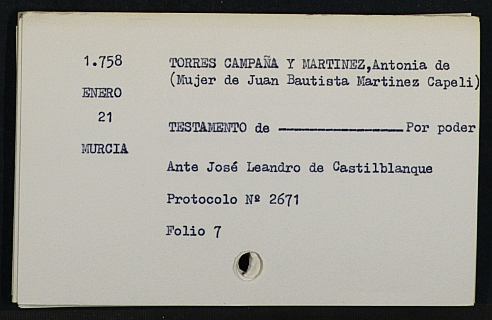 1.758
ENERO
21
MURCIA
TORRES CAMPAÑA Y MARTINEZ,Antonia de
(Mujer de Juan Bautista Martinez Capeli)
TESTAMENTO de ——————————— Por poder
Ante José Leandro de Castilblanque
Protocolo Nº 2671
Folio 7